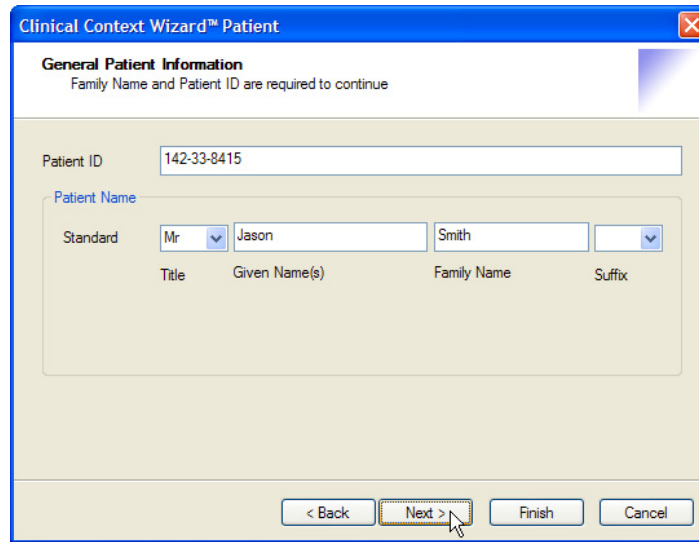 Clinical Context Wizard™ Patient
General Patient Information
Family Name and Patient ID are required to continue
Patient ID 142-33-8415
Patient Name
Standard Mr Jason Smith
Title Given Name(s) Family Name Suffix
< Back Next > Finish Cancel